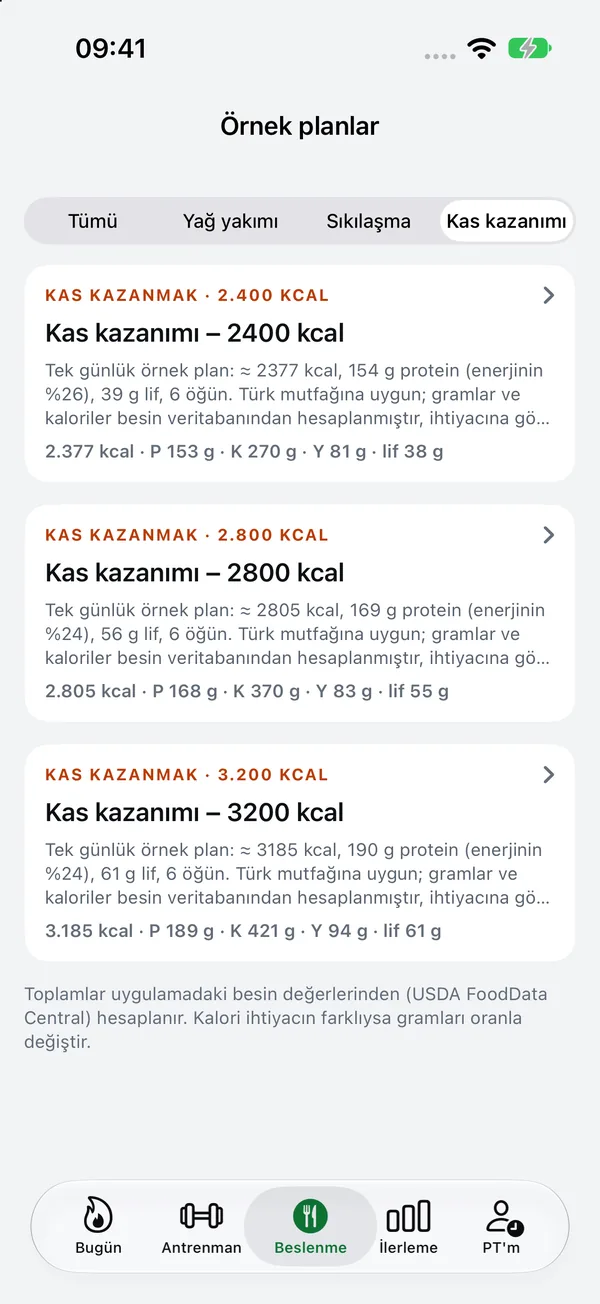 09:41
Örnek planlar
Tümü
Yağ yakımı
Sıkılaşma
Kas kazanımı
KAS KAZANMAK · 2.400 KCAL
Kas kazanımı – 2400 kcal
Tek günlük örnek plan: ≈ 2377 kcal, 154 g protein (enerjinin
%26), 39 g lif, 6 öğün. Türk mutfağına uygun; gramlar ve
kaloriler besin veritabanından hesaplanmıştır, ihtiyacına gö...
2.377 kcal · P 153 g · K 270 g · Y 81 g · lif 38 g
KAS KAZANMAK · 2.800 KCAL
Kas kazanımı – 2800 kcal
Tek günlük örnek plan: ≈ 2805 kcal, 169 g protein (enerjinin
%24), 56 g lif, 6 öğün. Türk mutfağına uygun; gramlar ve
kaloriler besin veritabanından hesaplanmıştır, ihtiyacına gö...
2.805 kcal · P 168 g · K 370 g · Y 83 g · lif 55 g
KAS KAZANMAK · 3.200 KCAL
Kas kazanımı – 3200 kcal
Tek günlük örnek plan: ≈ 3185 kcal, 190 g protein (enerjinin
%24), 61 g lif, 6 öğün. Türk mutfağına uygun; gramlar ve
kaloriler besin veritabanından hesaplanmıştır, ihtiyacına gö...
3.185 kcal · P 189 g · K 421 g · Y 94 g · lif 61 g
Toplamlar uygulamadaki besin değerlerinden (USDA FoodData
Central) hesaplanır. Kalori ihtiyacın farklıysa gramları oranla
değiştir.
Bugün
Antrenman
Beslenme
İlerleme
PT'm